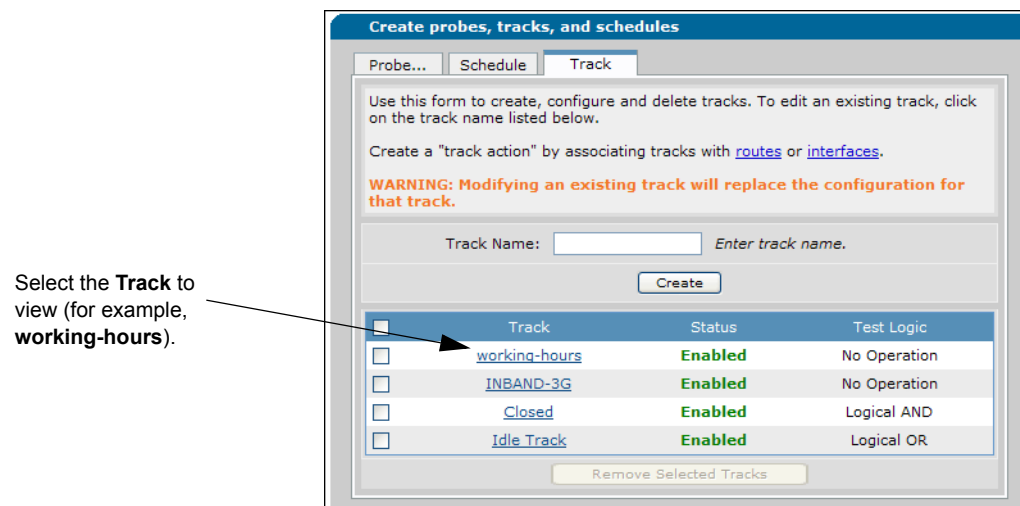 Create probes, tracks, and schedules
Probe...
Schedule
Track
Use this form to create, configure and delete tracks. To edit an existing track, click
on the track name listed below.
Create a "track action" by associating tracks with routes or interfaces.
WARNING: Modifying an existing track will replace the configuration for
that track.
Track Name:
Enter track name.
Create
Select the Track to
view (for example,
working-hours).
Track Status Test Logic
working-hours Enabled No Operation
INBAND-3G Enabled No Operation
Closed Enabled Logical AND
Idle Track Enabled Logical OR
Remove Selected Tracks